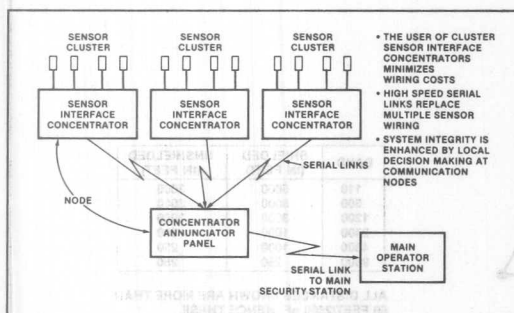 SENSOR CLUSTER
SENSOR CLUSTER
SENSOR CLUSTER
SENSOR INTERFACE CONCENTRATOR
SENSOR INTERFACE CONCENTRATOR
SENSOR INTERFACE CONCENTRATOR
• THE USER OF CLUSTER
SENSOR INTERFACE
CONCENTRATORS
MINIMIZES
WIRING COSTS
• HIGH SPEED SERIAL
LINKS REPLACE
MULTIPLE SENSOR
WIRING
• SYSTEM INTEGRITY IS
ENHANCED BY LOCAL
DECISION MAKING AT
COMMUNICATION
NODES
SERIAL LINKS
NODE
CONCENTRATOR
ANNUNCIATOR
PANEL
MAIN
OPERATOR
STATION
SERIAL LINK
TO MAIN
SECURITY STATION